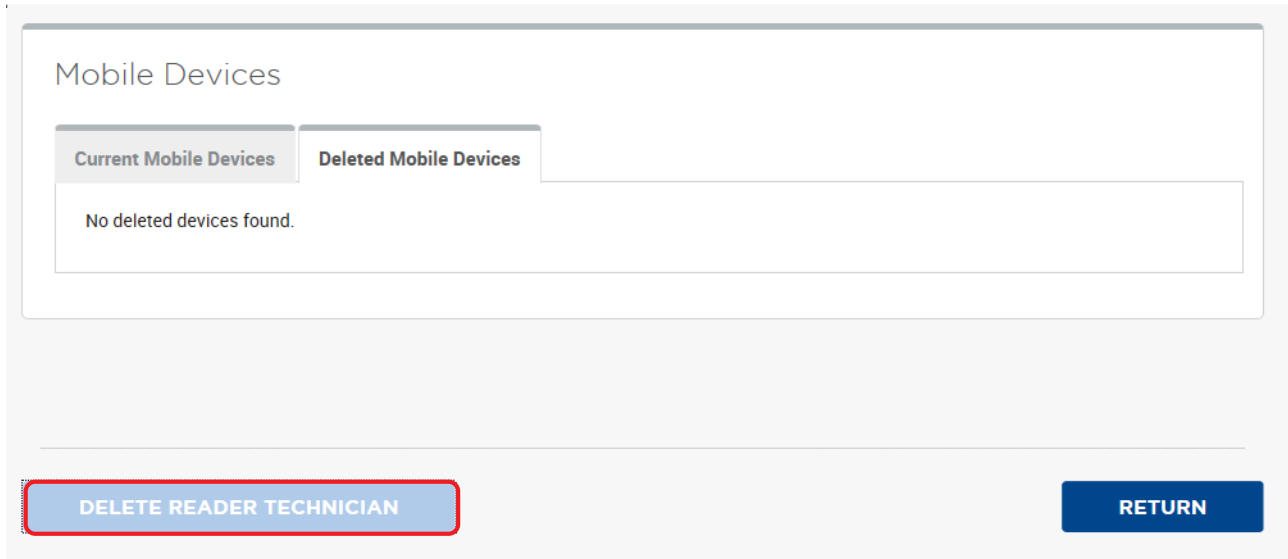 Mobile Devices
Current Mobile Devices Deleted Mobile Devices
No deleted devices found.
DELETE READER TECHNICIAN RETURN